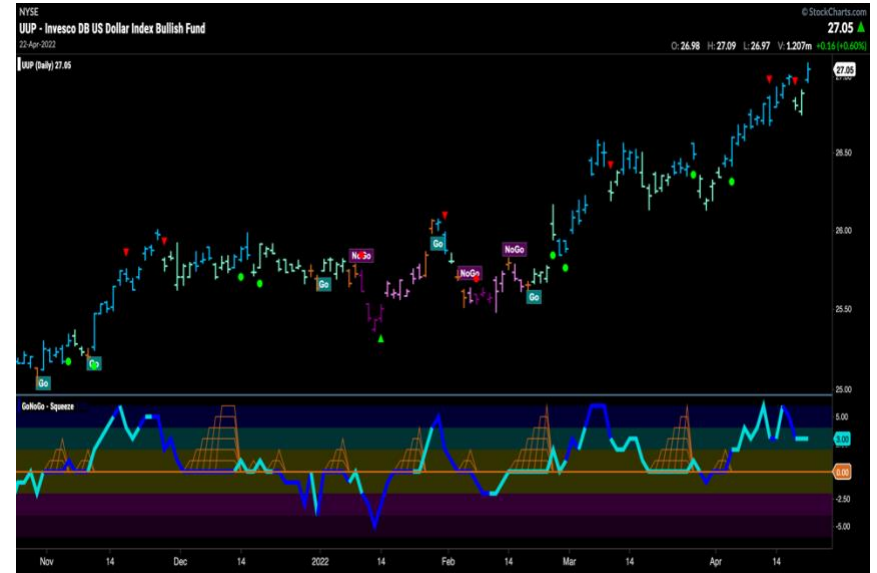 NYSE
© StockCharts.com
UUP - Invesco DB US Dollar Index Bullish Fund
27.05
22-Apr-2022
O: 26.98 H: 27.09 L: 26.97 V: 1.207m +0.16 (+0.60%)
UUP (Daily) 27.05
27.05
27.00
26.50
26.00
25.50
25.00
Go
Go
Go
NoGo
Go
NoGo
NoGo
Go
GoNoGo - Squeeze
5.00
3.00
0.00
-2.50
-5.00
Nov 14 Dec 14 2022 14 Feb 14 Mar 14 Apr 14